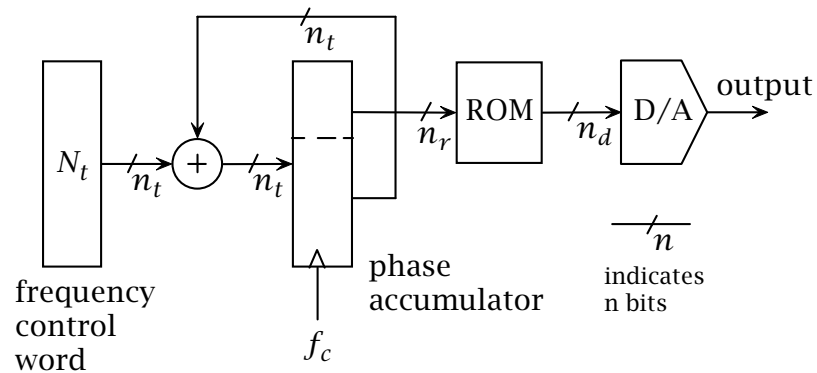 n_t
N_t
n_t
+
n_t
n_r
ROM
n_d
D/A
output
n
indicates
n bits
frequency
control
word
phase
accumulator
f_c